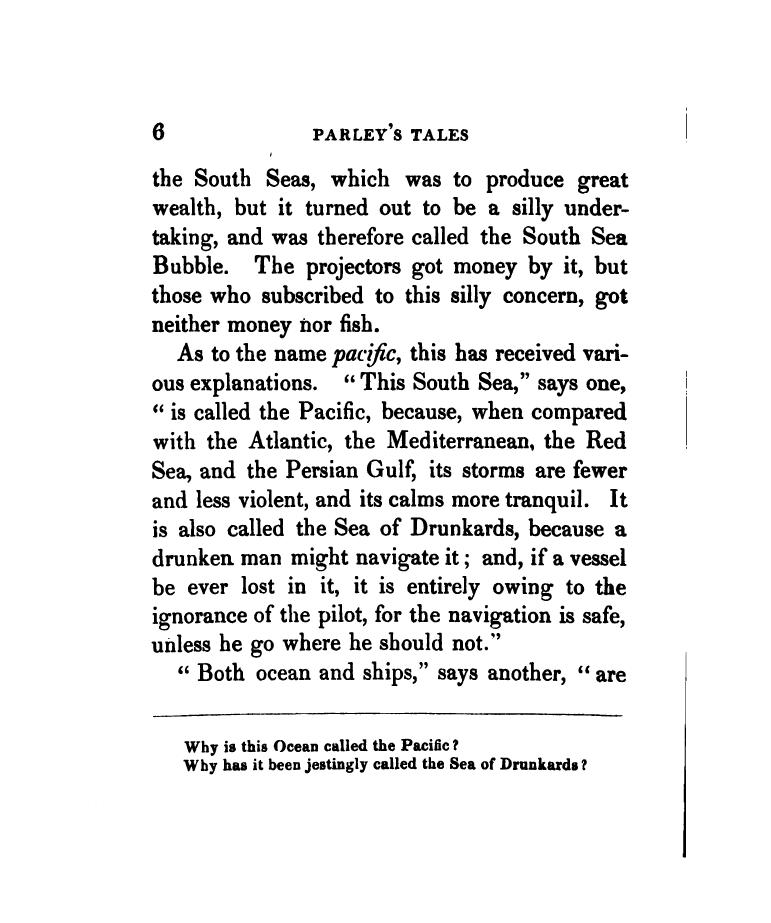 6 PARLEY'S TALES
the South Seas, which was to produce great
wealth, but it turned out to be a silly under-
taking, and was therefore called the South Sea
Bubble. The projectors got money by it, but
those who subscribed to this silly concern, got
neither money nor fish.
As to the name pacific, this has received vari-
ous explanations. "This South Sea," says one,
"is called the Pacific, because, when compared
with the Atlantic, the Mediterranean, the Red
Sea, and the Persian Gulf, its storms are fewer
and less violent, and its calms more tranquil. It
is also called the Sea of Drunkards, because a
drunken man might navigate it; and, if a vessel
be ever lost in it, it is entirely owing to the
ignorance of the pilot, for the navigation is safe,
unless he go where he should not."
"Both ocean and ships," says another, "are
Why is this Ocean called the Pacific?
Why has it been jestingly called the Sea of Drunkards?